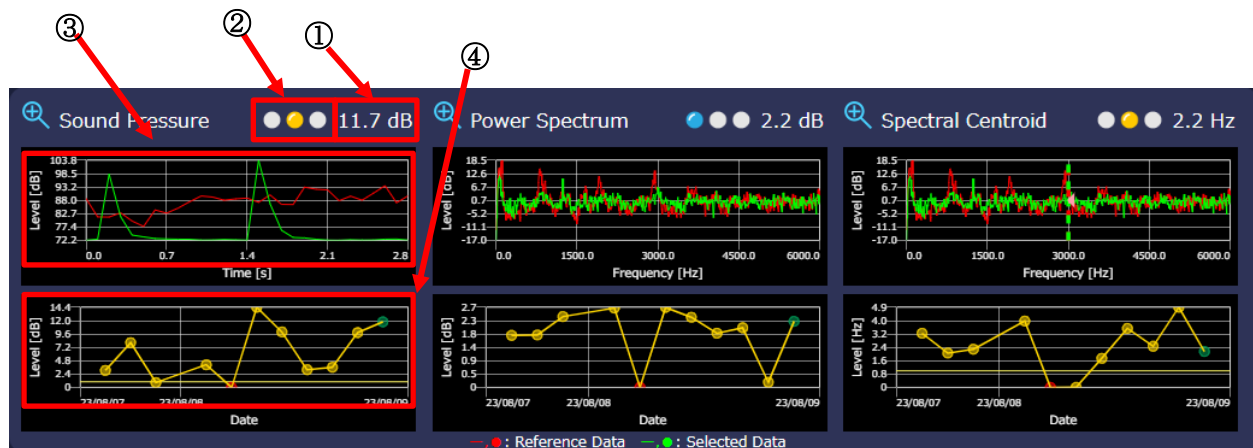 ③ ② ① ④
Sound Pressure 11.7 dB
Power Spectrum 2.2 dB
Spectral Centroid 2.2 Hz
Level [dB]
103.8
98.5
93.2
88.0
82.7
77.4
72.2
0.0 0.7 1.4 2.1 2.8
Time [s]
Level [dB]
18.5
12.6
6.7
0.7
-5.2
-11.1
-17.0
0.0 1500.0 3000.0 4500.0 6000.0
Frequency [Hz]
Level [dB]
18.5
12.6
6.7
0.7
-5.2
-11.1
-17.0
0.0 1500.0 3000.0 4500.0 6000.0
Frequency [Hz]
Level [dB]
14.4
12.0
9.6
7.2
4.8
2.4
0
23/08/07 23/08/08 23/08/09
Date
Level [dB]
2.7
2.3
1.8
1.4
0.9
0.5
0
23/08/07 23/08/08 23/08/09
Date
Level [Hz]
4.9
4.0
3.2
2.4
1.6
0.8
0
23/08/07 23/08/08 23/08/09
Date
: Reference Data : Selected Data